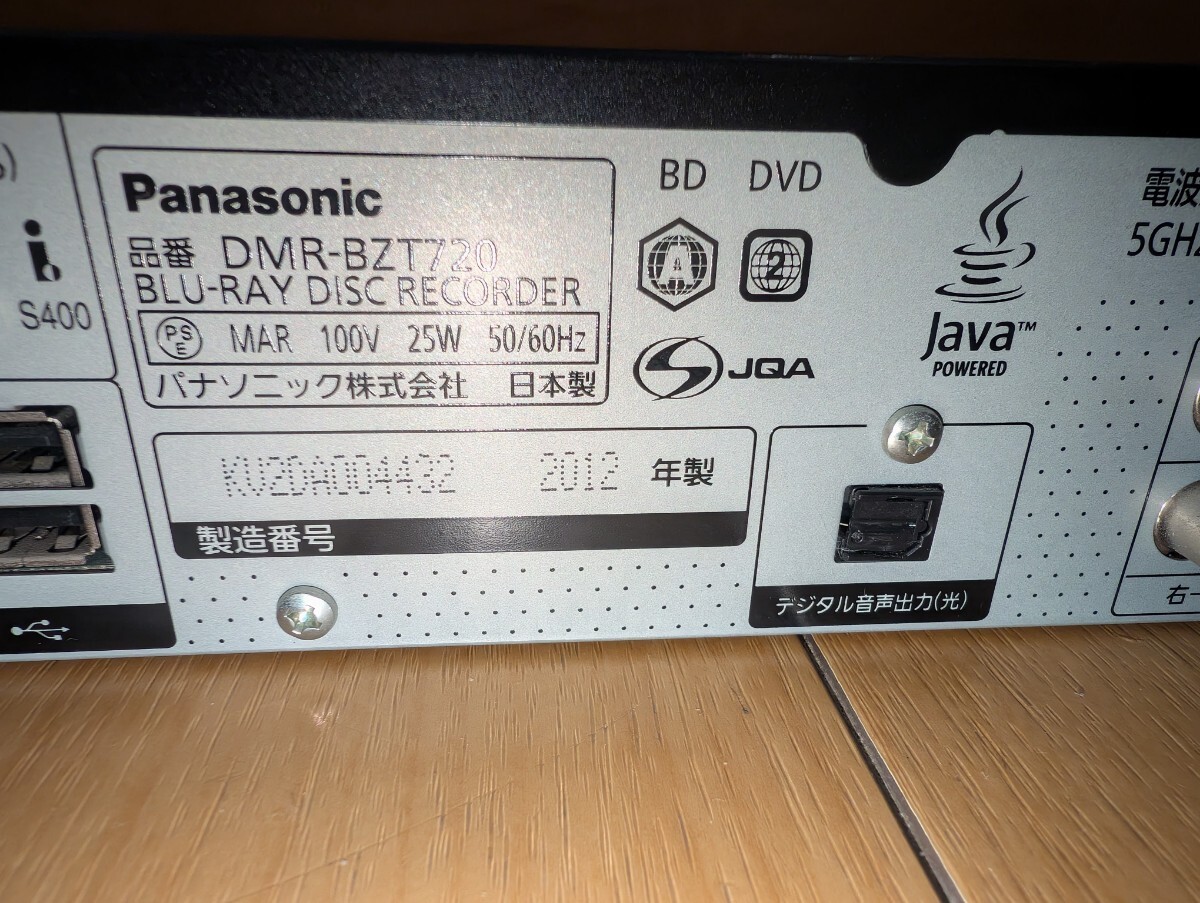 S400
Panasonic
品番 DMR-BZT720
BLU-RAY DISC RECORDER
PSE MAR 100V 25W 50/60Hz
パナソニック株式会社 日本製
BD DVD
A 2
JQA
Java™
POWERED
電波
5GH
KV2DA004432 2012 年製
製造番号
デジタル音声出力(光)
右